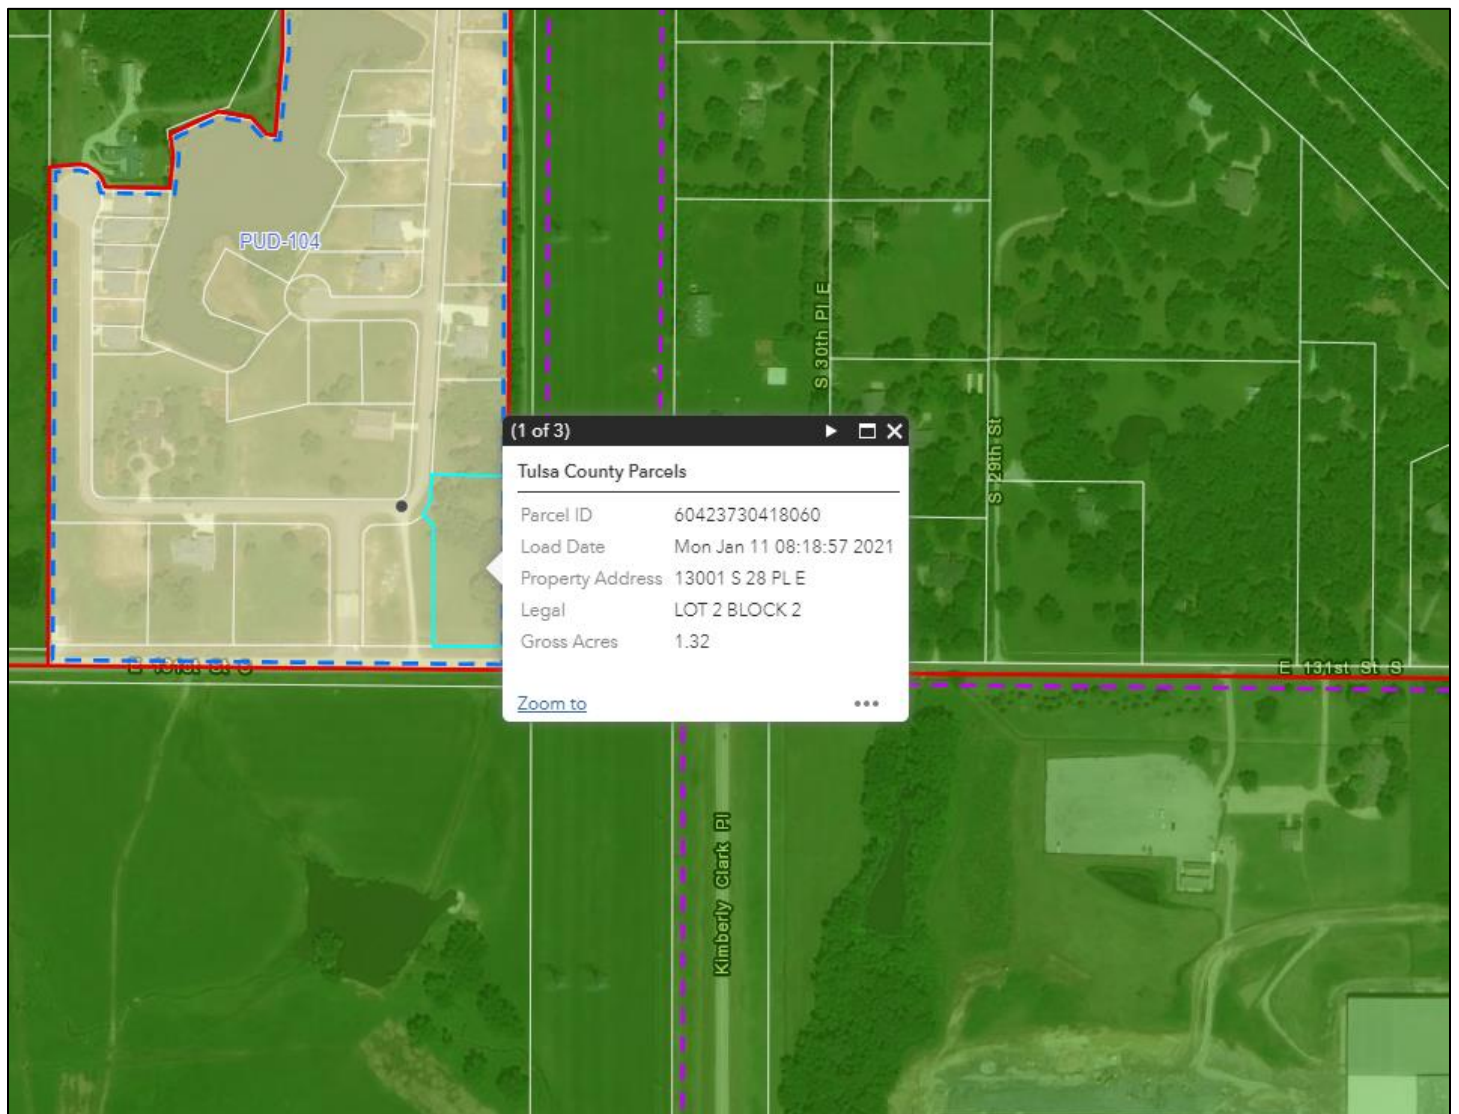 PUD-104
S 30th Pl E
S 29th St
(1 of 3)
Tulsa County Parcels
Parcel ID 60423730418060
Load Date Mon Jan 11 08:18:57 2021
Property Address 13001 S 28 PL E
Legal LOT 2 BLOCK 2
Gross Acres 1.32
Zoom to
E 131st St S
E 131st St S
Kimberly Clark Pl